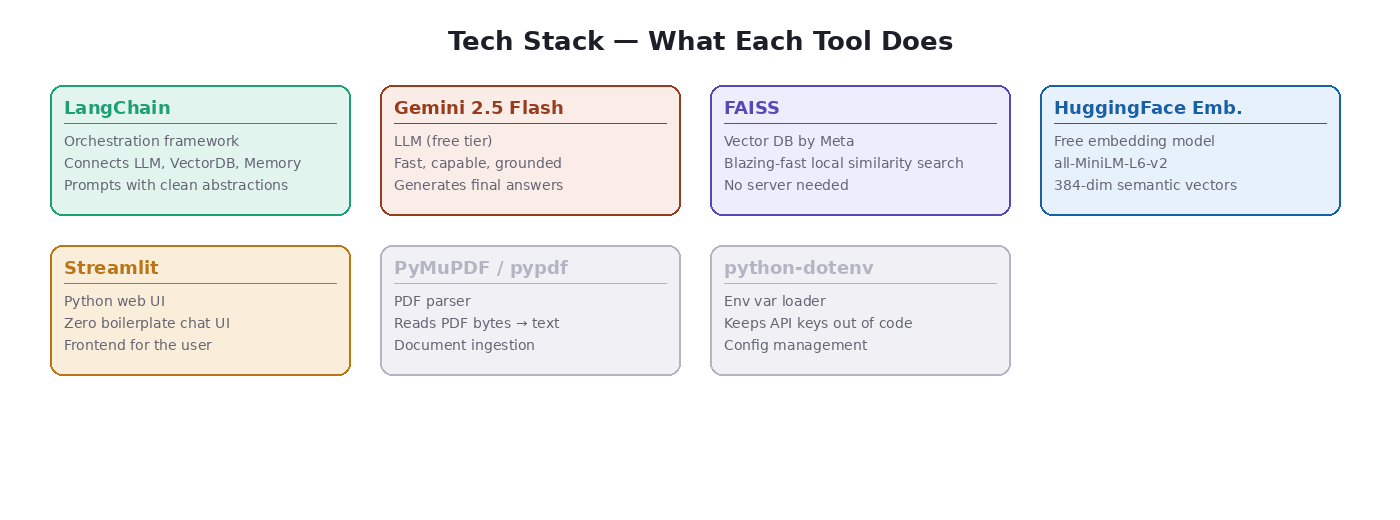 Tech Stack — What Each Tool Does
LangChain
Orchestration framework
Connects LLM, VectorDB, Memory
Prompts with clean abstractions
Gemini 2.5 Flash
LLM (free tier)
Fast, capable, grounded
Generates final answers
FAISS
Vector DB by Meta
Blazing-fast local similarity search
No server needed
HuggingFace Emb.
Free embedding model
all-MiniLM-L6-v2
384-dim semantic vectors
Streamlit
Python web UI
Zero boilerplate chat UI
Frontend for the user
PyMuPDF / pypdf
PDF parser
Reads PDF bytes → text
Document ingestion
python-dotenv
Env var loader
Keeps API keys out of code
Config management